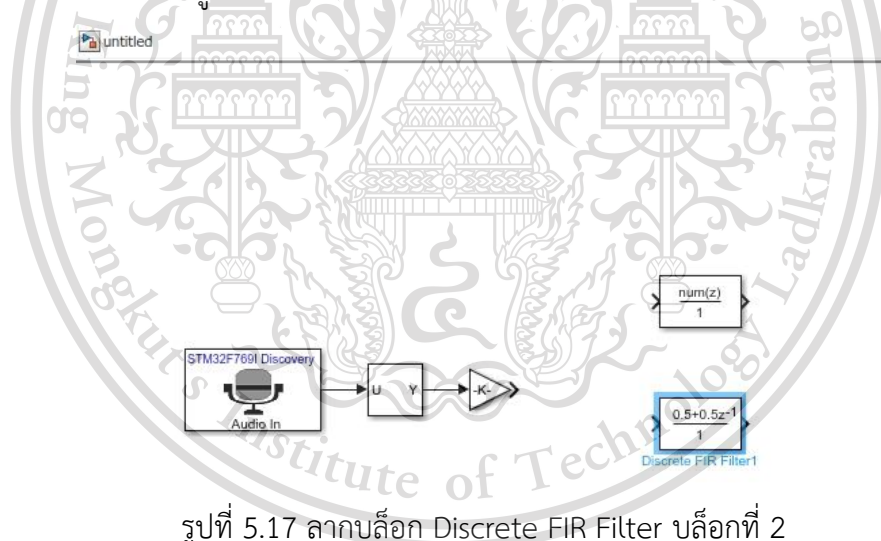 untitled
num(z)
1
STM32F769I Discovery
Audio In
U Y
-K-
0.5+0.5z-1
1
Discrete FIR Filter1
King Mongkut's Institute of Technology Ladkrabang
รูปที่ 5.17 ลากบล็อก Discrete FIR Filter บล็อกที่ 2